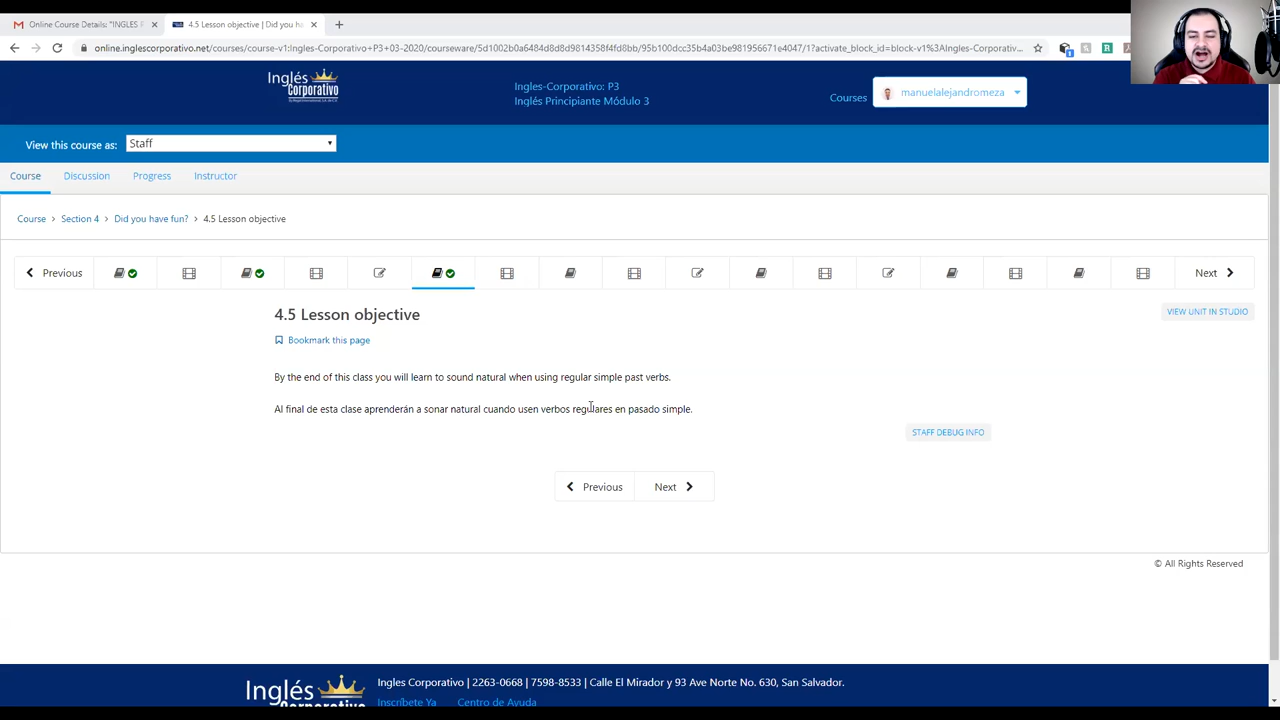 Online Course Details: "INGLES P
4.5 Lesson objective | Did you ha
online.inglescorporativo.net/courses/course-v1:Ingles-Corporativo+P3+03-2020/courseware/5d1002b0a6484d8d8d9814358f4fd8bb/95b100dcc35b4a03be981956671e4047/1?activate_block_id=block-v1%3AIngles-Corporativ...
Inglés
Corporativo
Ingles-Corporativo: P3
Inglés Principiante Módulo 3
Courses
manuelalejandromeza
View this course as:
Staff
Course
Discussion
Progress
Instructor
Course > Section 4 > Did you have fun? > 4.5 Lesson objective
Previous
Next
4.5 Lesson objective
VIEW UNIT IN STUDIO
Bookmark this page
By the end of this class you will learn to sound natural when using regular simple past verbs.
Al final de esta clase aprenderán a sonar natural cuando usen verbos regulares en pasado simple.
STAFF DEBUG INFO
Previous
Next
© All Rights Reserved
Inglés
Corporativo
Ingles Corporativo | 2263-0668 | 7598-8533 | Calle El Mirador y 93 Ave Norte No. 630, San Salvador.
Inscríbete Ya
Centro de Ayuda